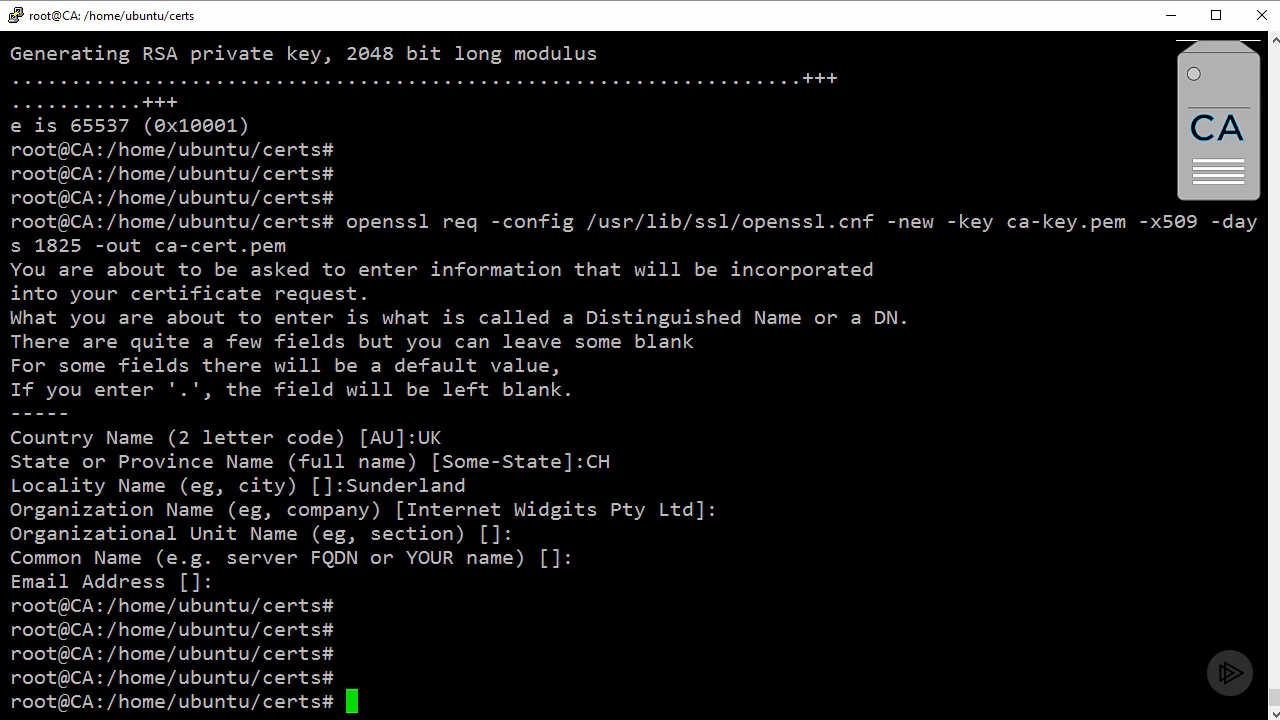 root@CA: /home/ubuntu/certs
Generating RSA private key, 2048 bit long modulus
..................................................................+++
...........+++
e is 65537 (0x10001)
root@CA:/home/ubuntu/certs#
root@CA:/home/ubuntu/certs#
root@CA:/home/ubuntu/certs#
root@CA:/home/ubuntu/certs# openssl req -config /usr/lib/ssl/openssl.cnf -new -key ca-key.pem -x509 -day
s 1825 -out ca-cert.pem
You are about to be asked to enter information that will be incorporated
into your certificate request.
What you are about to enter is what is called a Distinguished Name or a DN.
There are quite a few fields but you can leave some blank
For some fields there will be a default value,
If you enter '.', the field will be left blank.
-----
Country Name (2 letter code) [AU]:UK
State or Province Name (full name) [Some-State]:CH
Locality Name (eg, city) []:Sunderland
Organization Name (eg, company) [Internet Widgits Pty Ltd]:
Organizational Unit Name (eg, section) []:
Common Name (e.g. server FQDN or YOUR name) []:
Email Address []:
root@CA:/home/ubuntu/certs#
root@CA:/home/ubuntu/certs#
root@CA:/home/ubuntu/certs#
root@CA:/home/ubuntu/certs#
root@CA:/home/ubuntu/certs#
CA